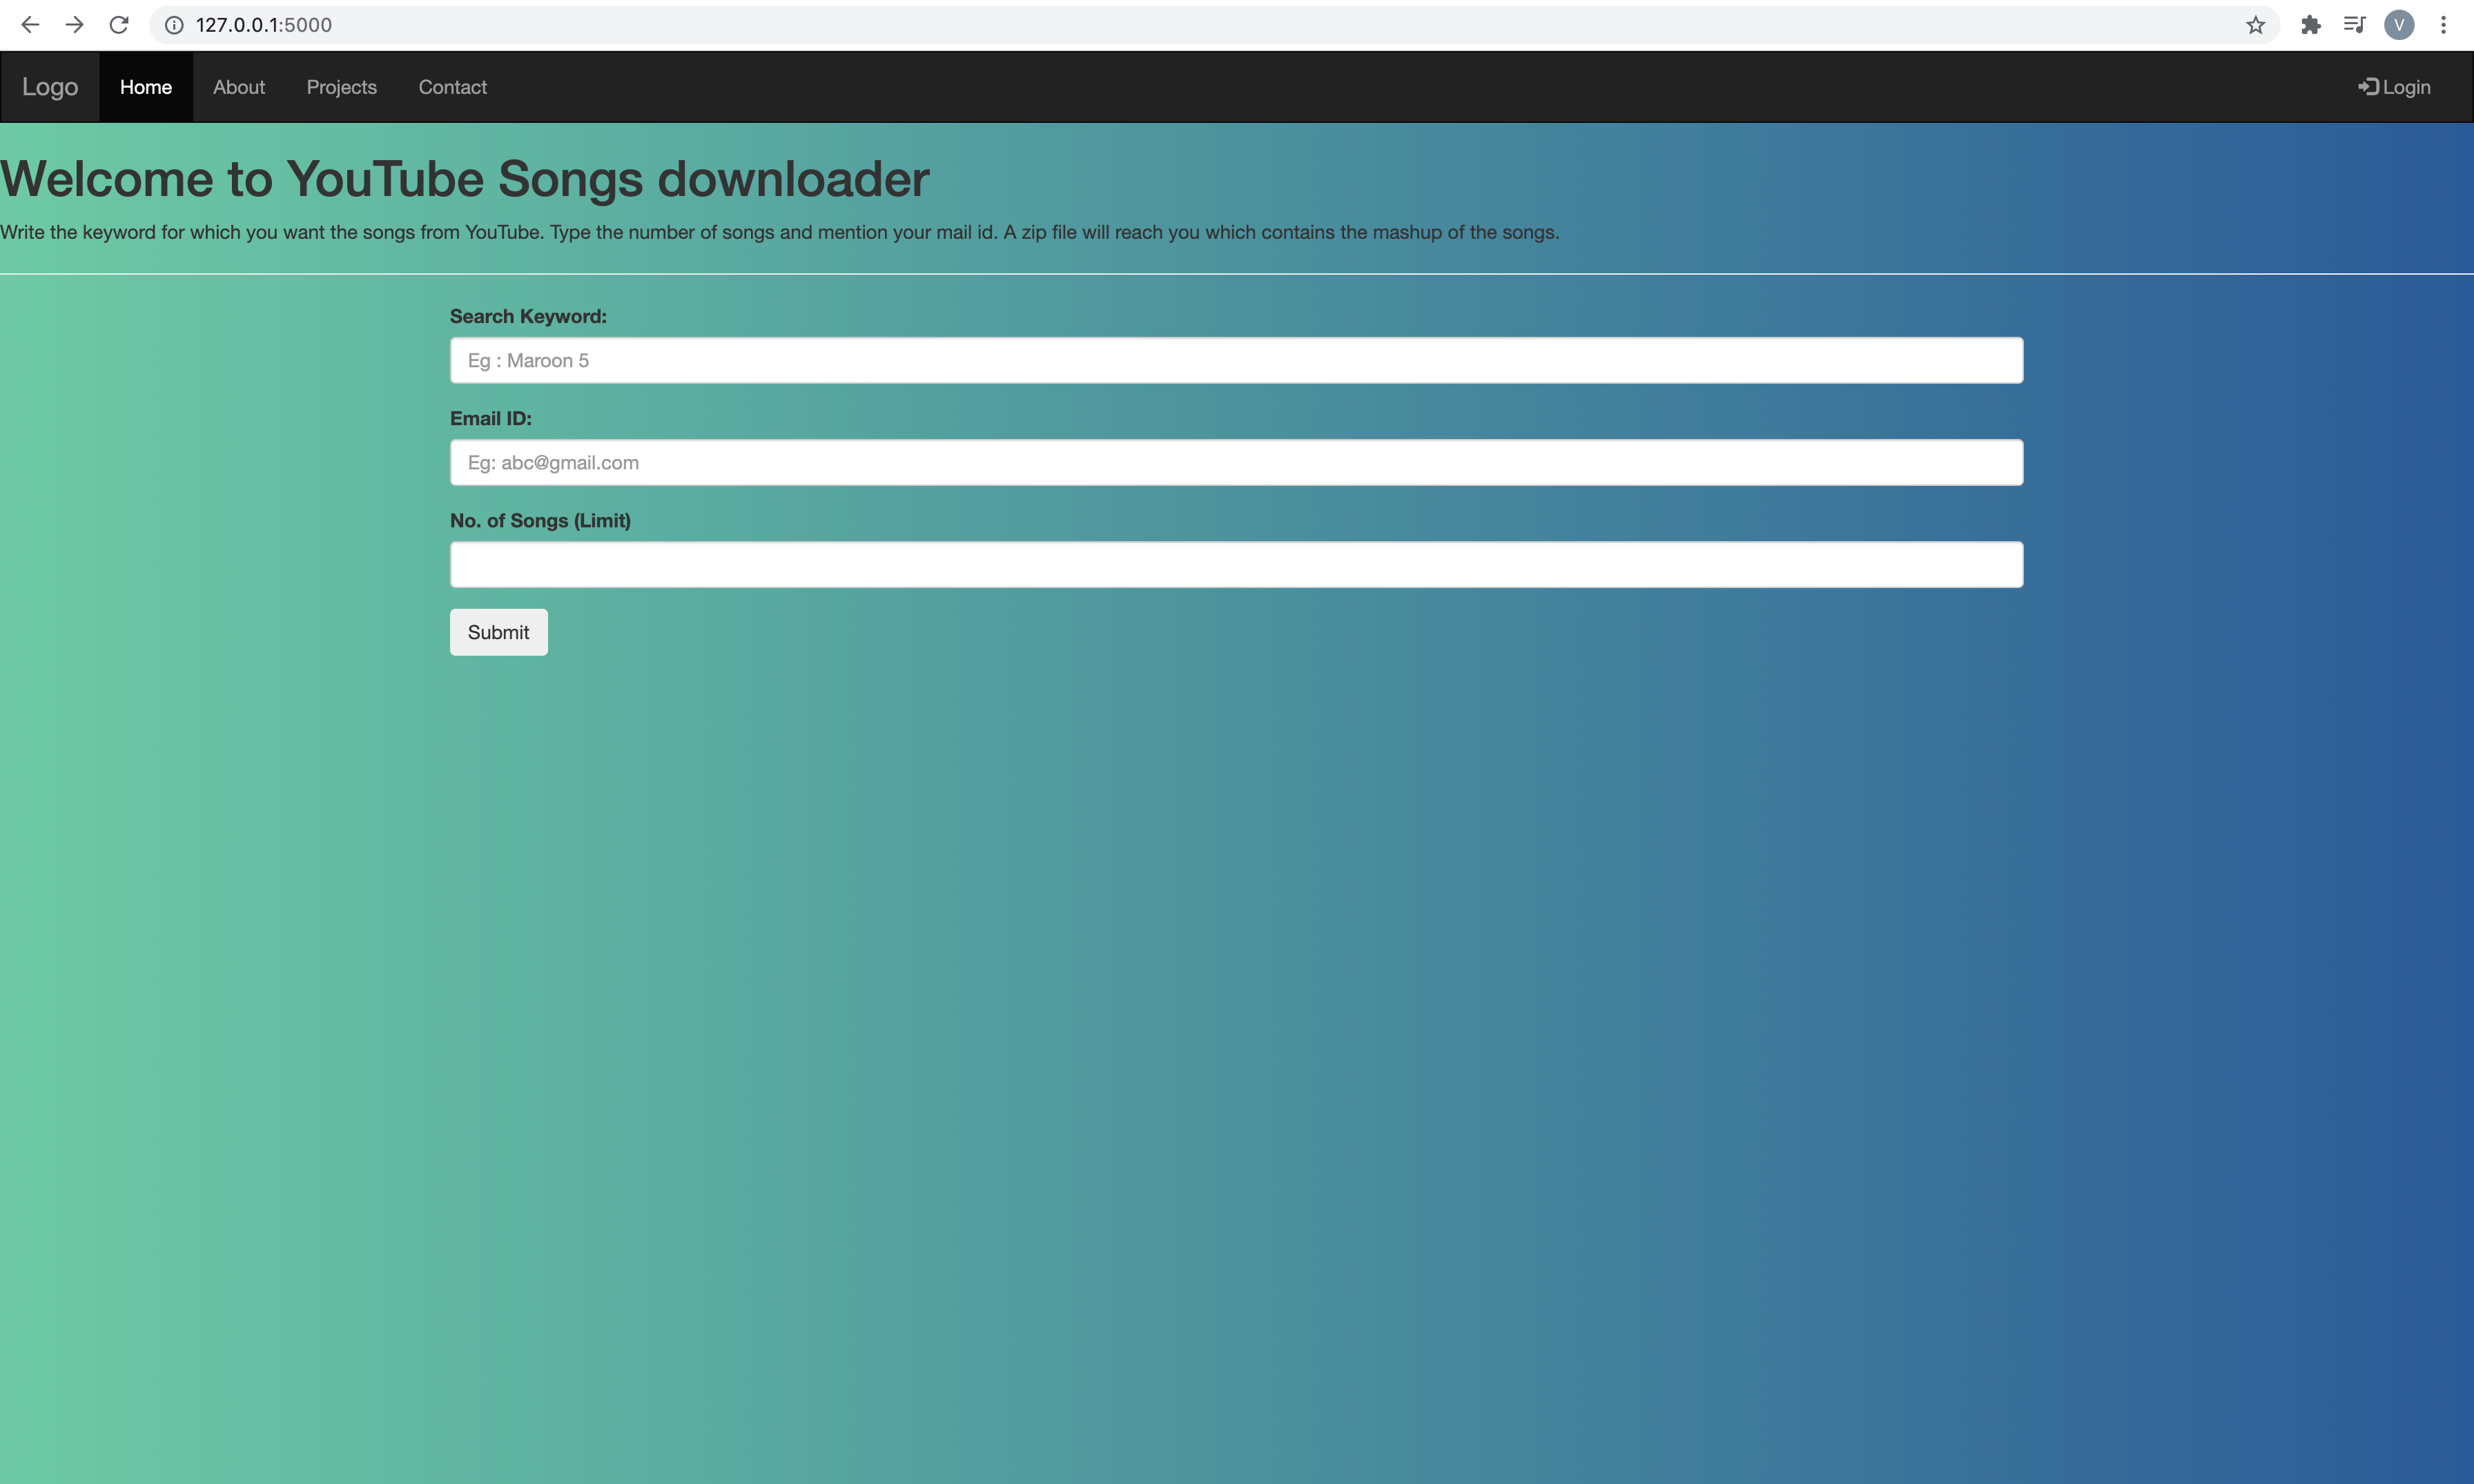 127.0.0.1:5000
V
Logo Home About Projects Contact Login
Welcome to YouTube Songs downloader
Write the keyword for which you want the songs from YouTube. Type the number of songs and mention your mail id. A zip file will reach you which contains the mashup of the songs.
Search Keyword:
Eg : Maroon 5
Email ID:
Eg: abc@gmail.com
No. of Songs (Limit)
Submit